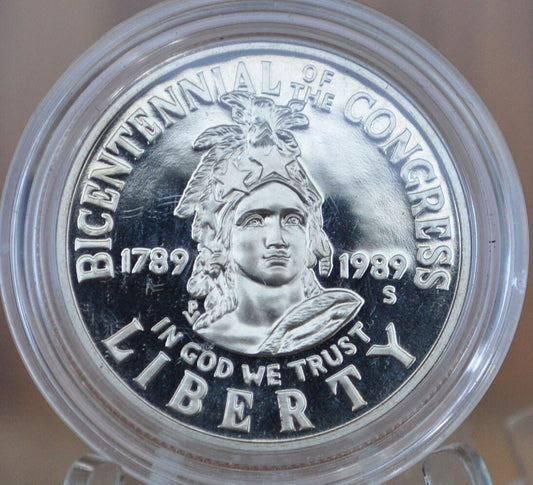 BICENTENNIAL OF THE CONGRESS
1789 1989
S
IN GOD WE TRUST
LIBERTY